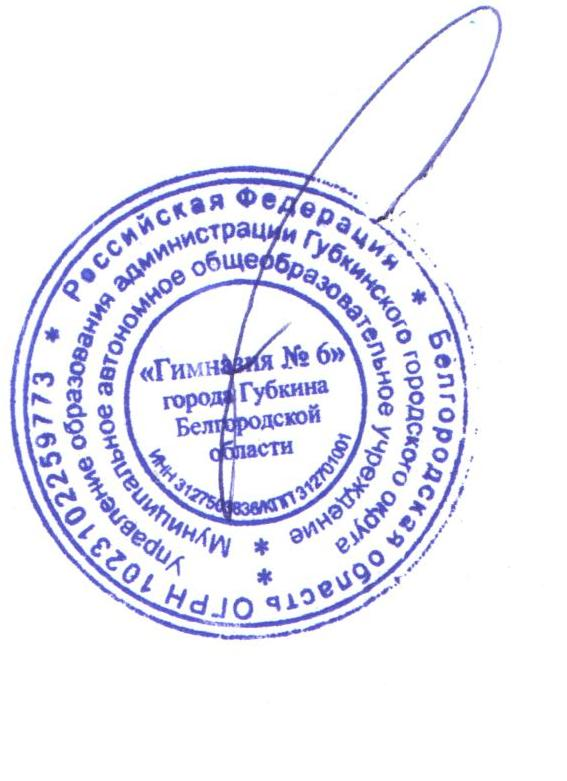 Российская Федерация * Белгородская область ОГРН 1023102259773 *
Управление образования администрации Губкинского городского округа *
Муниципальное автономное общеобразовательное учреждение *
«Гимназия № 6»
города Губкина
Белгородской
области
ИНН КПП 312701001